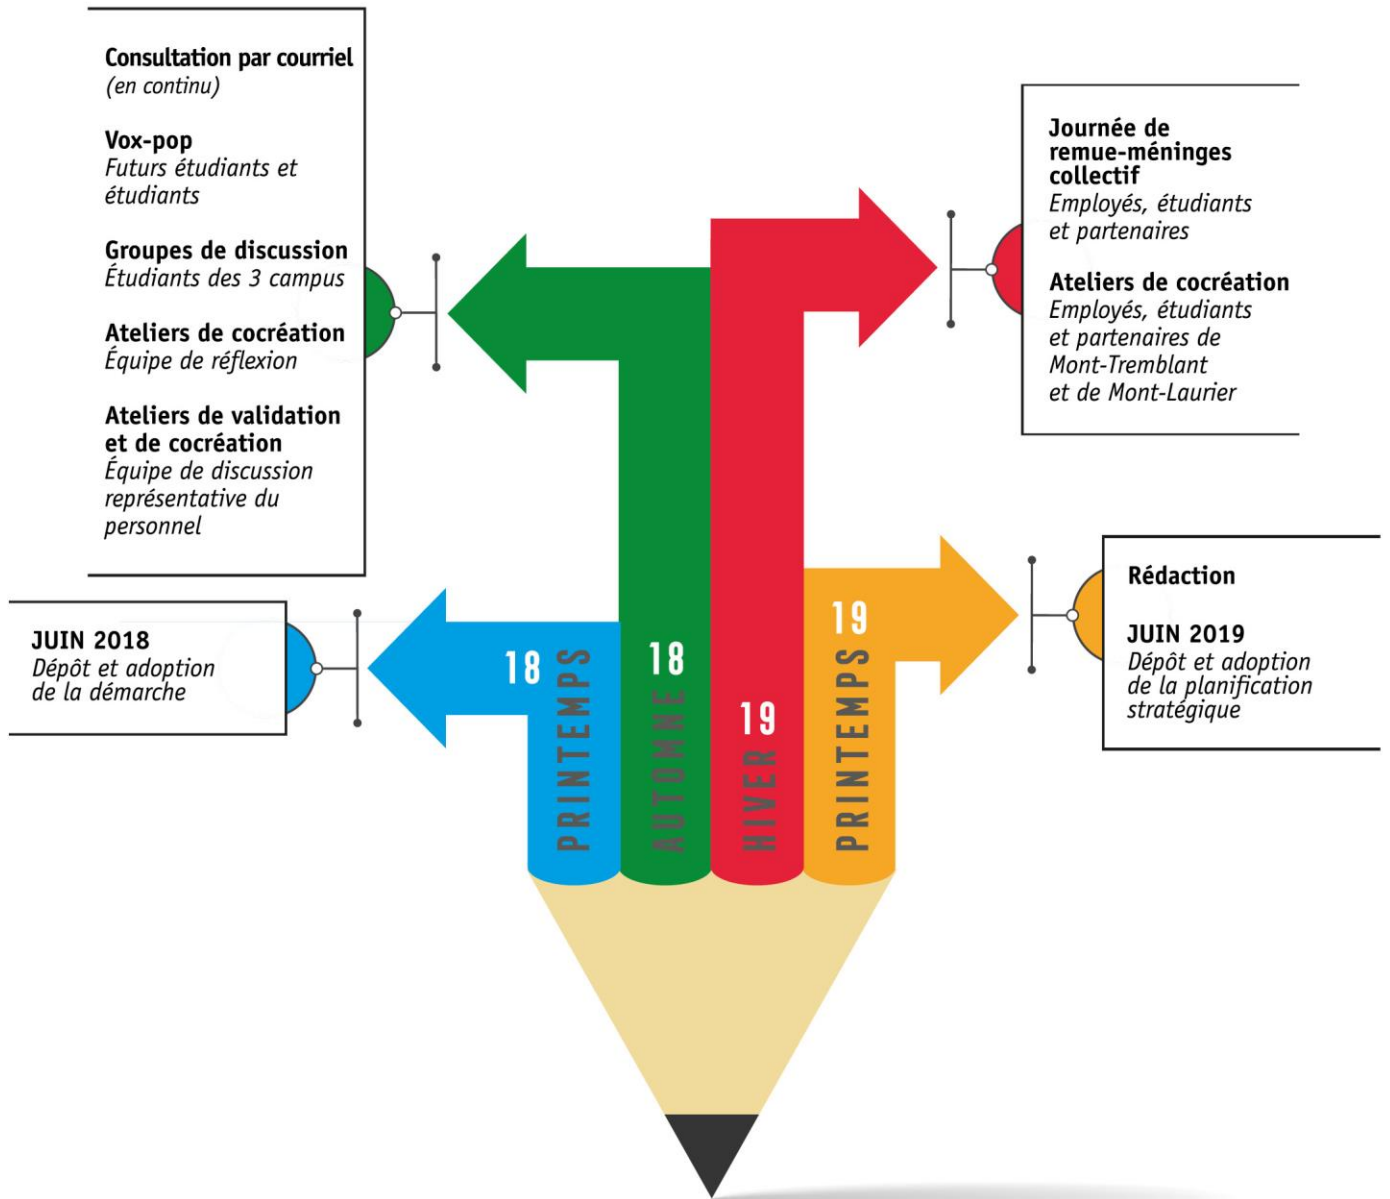 Consultation par courriel
(en continu)
Vox-pop
Futurs étudiants et
étudiants
Groupes de discussion
Étudiants des 3 campus
Ateliers de cocréation
Équipe de réflexion
Ateliers de validation
et de cocréation
Équipe de discussion
représentative du
personnel
JUIN 2018
Dépôt et adoption
de la démarche
18
PRINTEMPS
18
AUTOMNE
19
HIVER
19
PRINTEMPS
Journée de
remue-méninges
collectif
Employés, étudiants
et partenaires
Ateliers de cocréation
Employés, étudiants
et partenaires de
Mont-Tremblant
et de Mont-Laurier
Rédaction
JUIN 2019
Dépôt et adoption
de la planification
stratégique